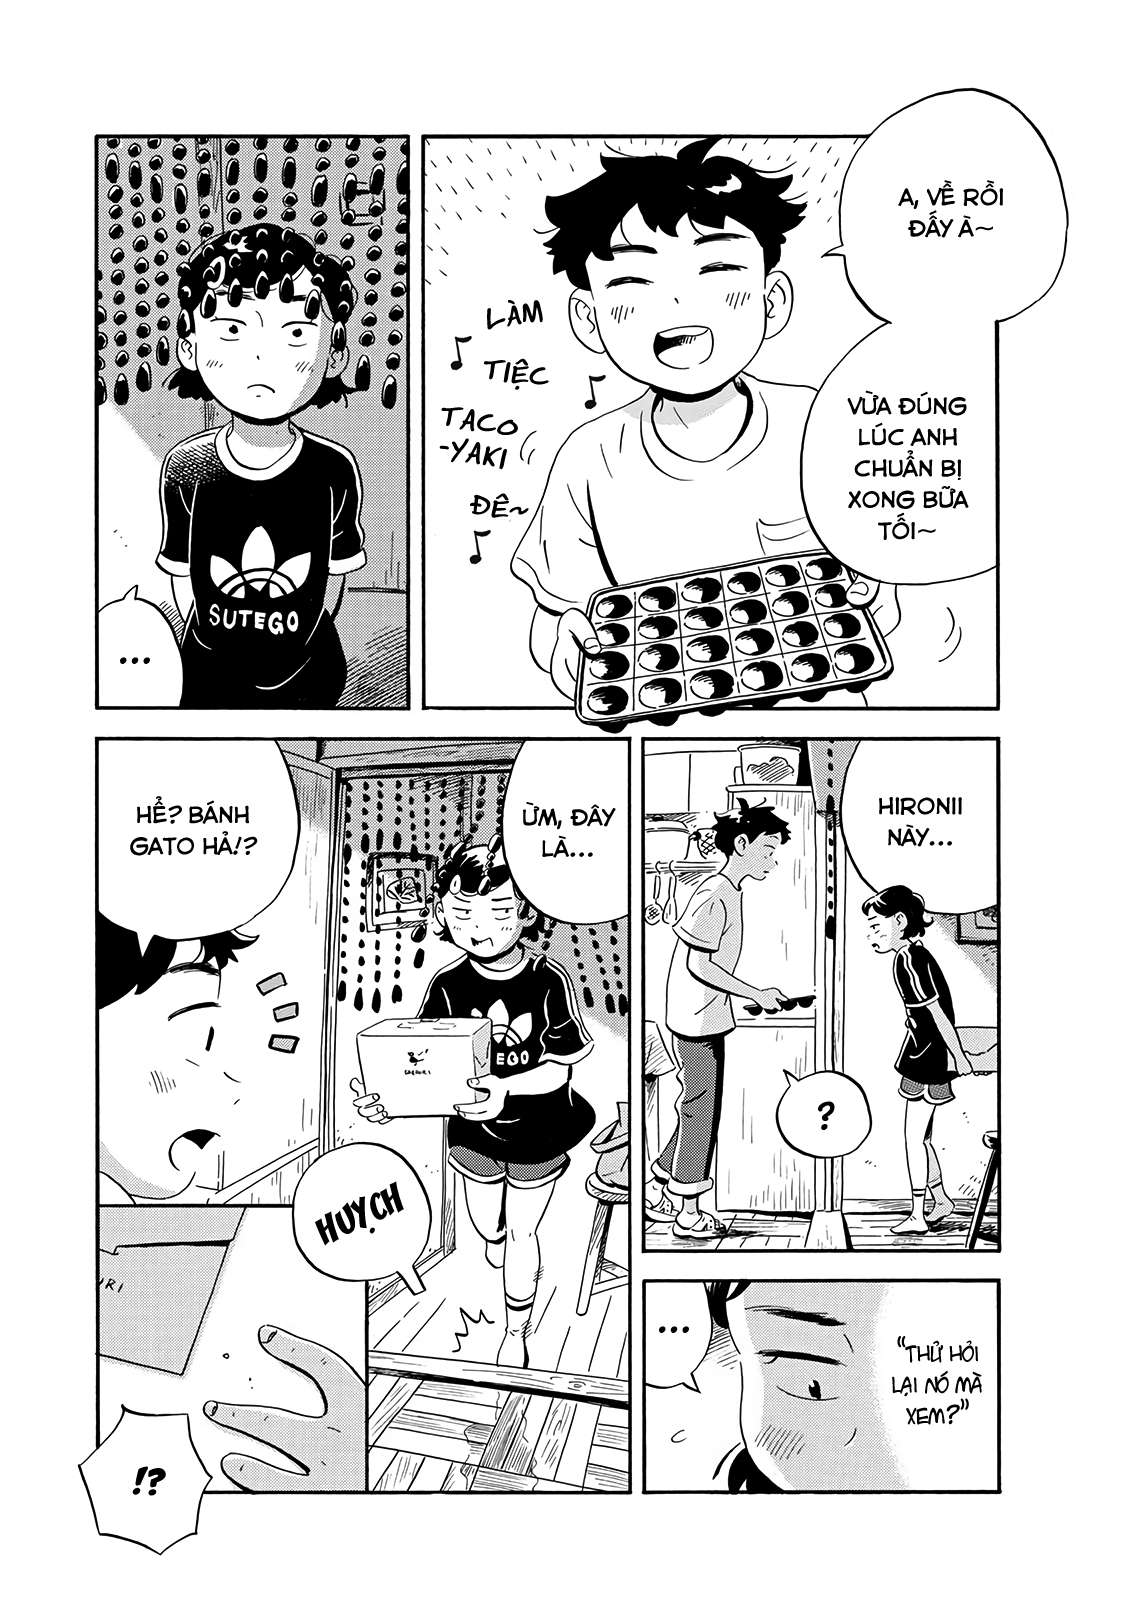 A, VỀ RỒI
ĐẤY À~
VỪA ĐÚNG
LÚC ANH
CHUẨN BỊ
XONG BỮA
TỐI~
LÀM
TIỆC
TACO
-YAKI
ĐÊ~
SUTEGO
...
HIRONII
NÀY...
?
"THỬ HỎI
LẠI NÓ MÀ
XEM?"
...
ỪM, ĐÂY
LÀ...
HỂ? BÁNH
GATO HẢ!?
EGO
HUỴCH
URI
!?